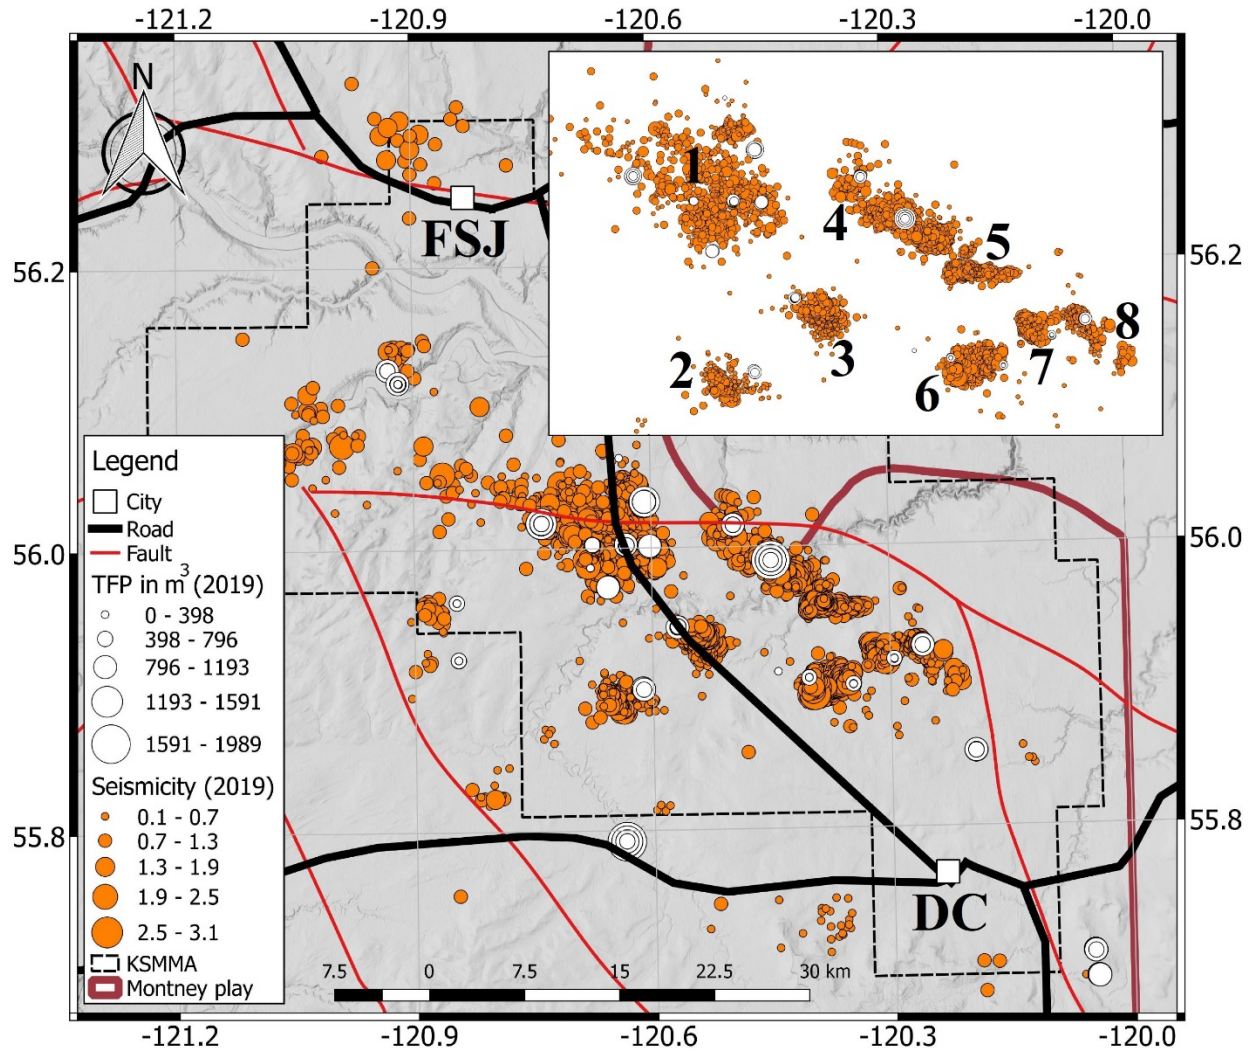 -121.2 -120.9 -120.6 -120.3 -120.0
N
FSJ
1
4
5
2
3
6
7
8
56.2 56.2
Legend
City
Road
Fault
TFP in m³ (2019)
0 - 398
398 - 796
796 - 1193
1193 - 1591
1591 - 1989
Seismicity (2019)
0.1 - 0.7
0.7 - 1.3
1.3 - 1.9
1.9 - 2.5
2.5 - 3.1
KSMMA
Montney play
56.0 56.0
55.8 55.8
DC
7.5 0 7.5 15 22.5 30 km
-121.2 -120.9 -120.6 -120.3 -120.0